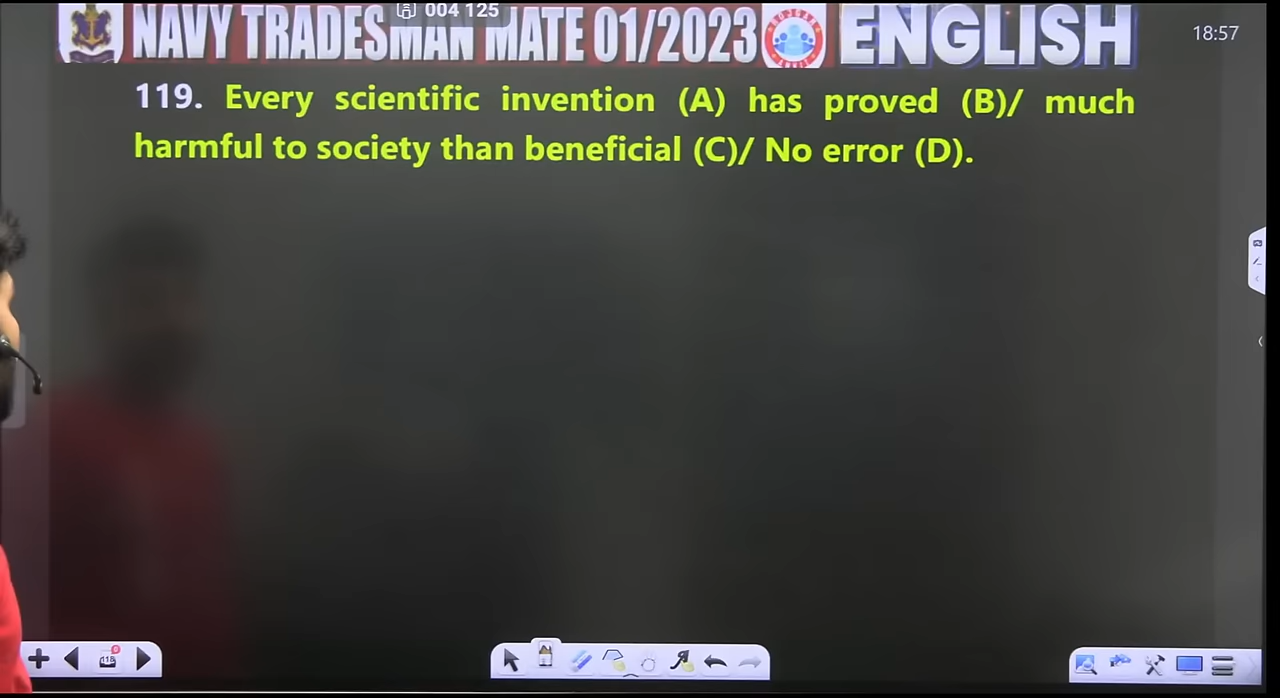 004 125
NAVY TRADESMAN MATE 01/2023 ENGLISH
18:57
119. Every scientific invention (A) has proved (B)/ much
harmful to society than beneficial (C)/ No error (D).
118